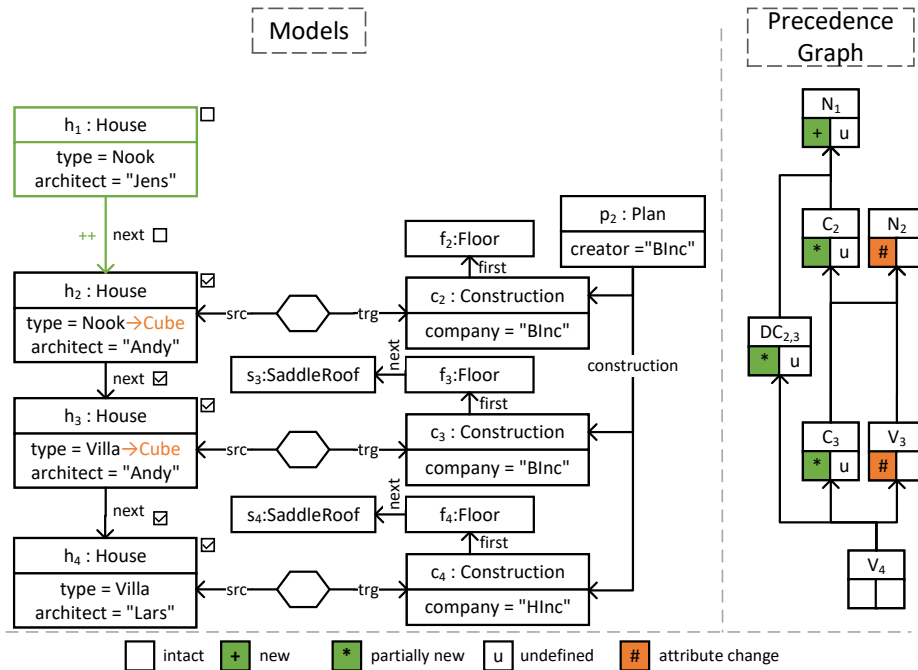 Models
Precedence
Graph
h1 : House
type = Nook
architect = "Jens"
++ next
h2 : House
type = Nook→Cube
architect = "Andy"
next
h3 : House
type = Villa→Cube
architect = "Andy"
next
h4 : House
type = Villa
architect = "Lars"
src
trg
src
trg
src
trg
f2:Floor
first
c2 : Construction
company = "BInc"
next
s3:SaddleRoof
f3:Floor
first
c3 : Construction
company = "BInc"
next
s4:SaddleRoof
f4:Floor
first
c4 : Construction
company = "HInc"
p2 : Plan
creator ="BInc"
construction
N1
+ u
C2
* u
N2
#
DC2,3
* u
C3
* u
V3
#
V4
intact
+ new
* partially new
u undefined
# attribute change